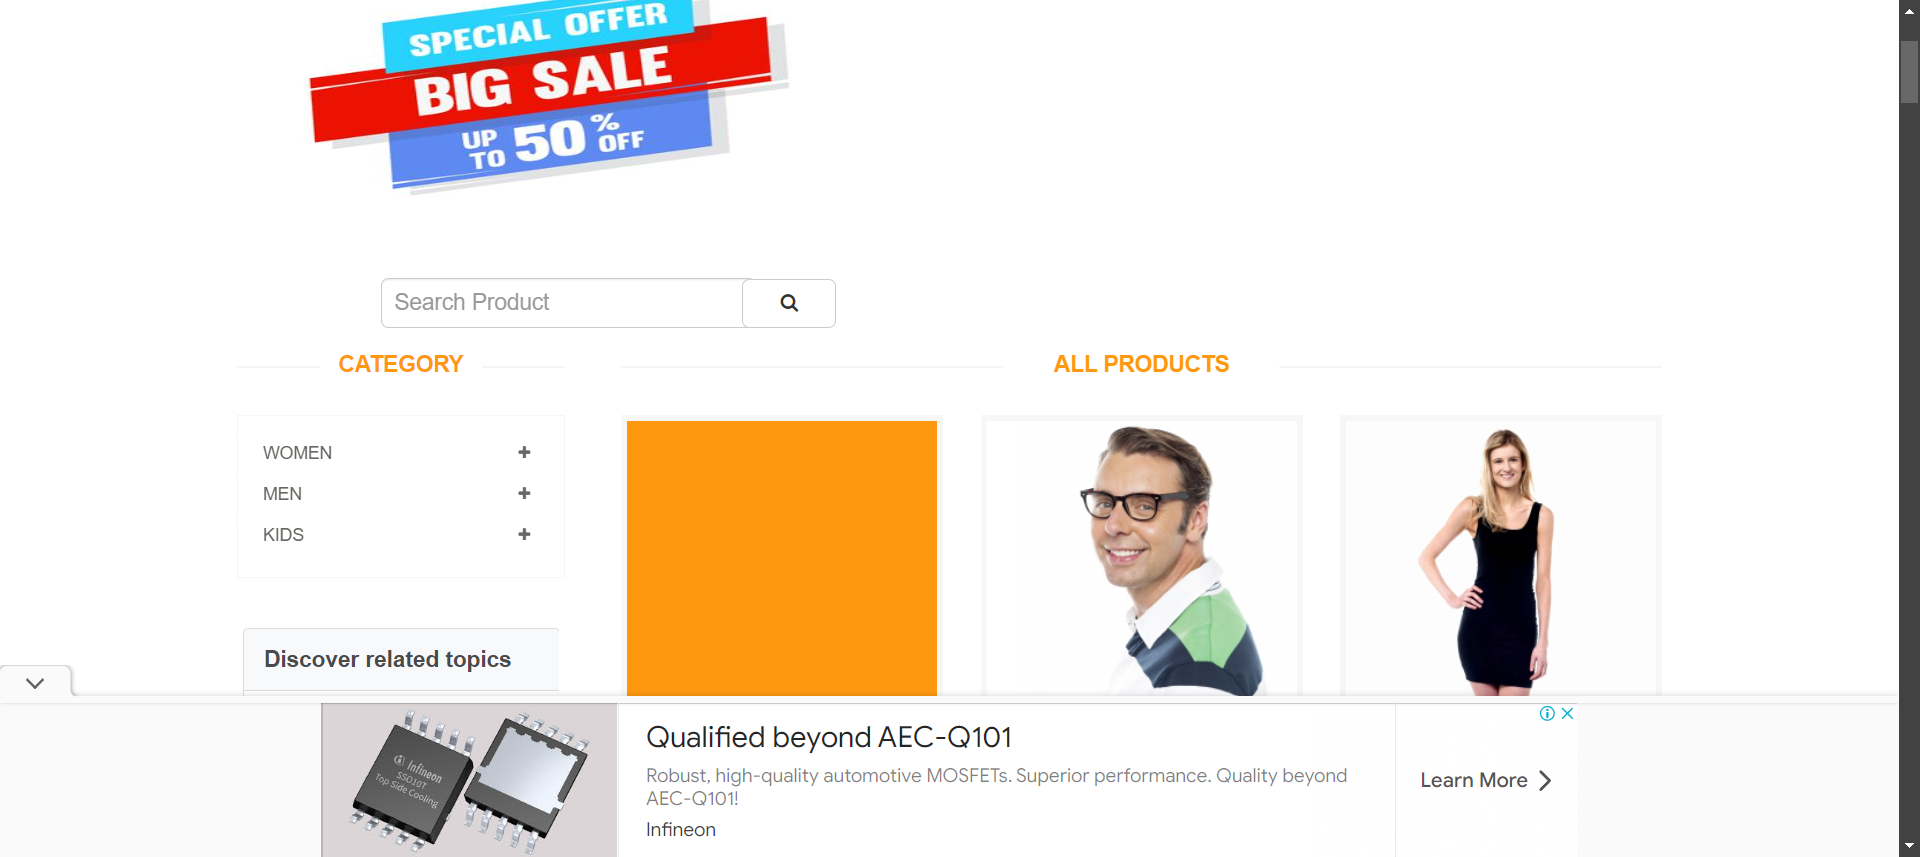 SPECIAL OFFER
BIG SALE
UP TO 50% OFF
Search Product
CATEGORY
ALL PRODUCTS
WOMEN
MEN
KIDS
Discover related topics
Infineon
SSO10T
Top Side Cooling
Qualified beyond AEC-Q101
Robust, high-quality automotive MOSFETs. Superior performance. Quality beyond
AEC-Q101!
Infineon
Learn More